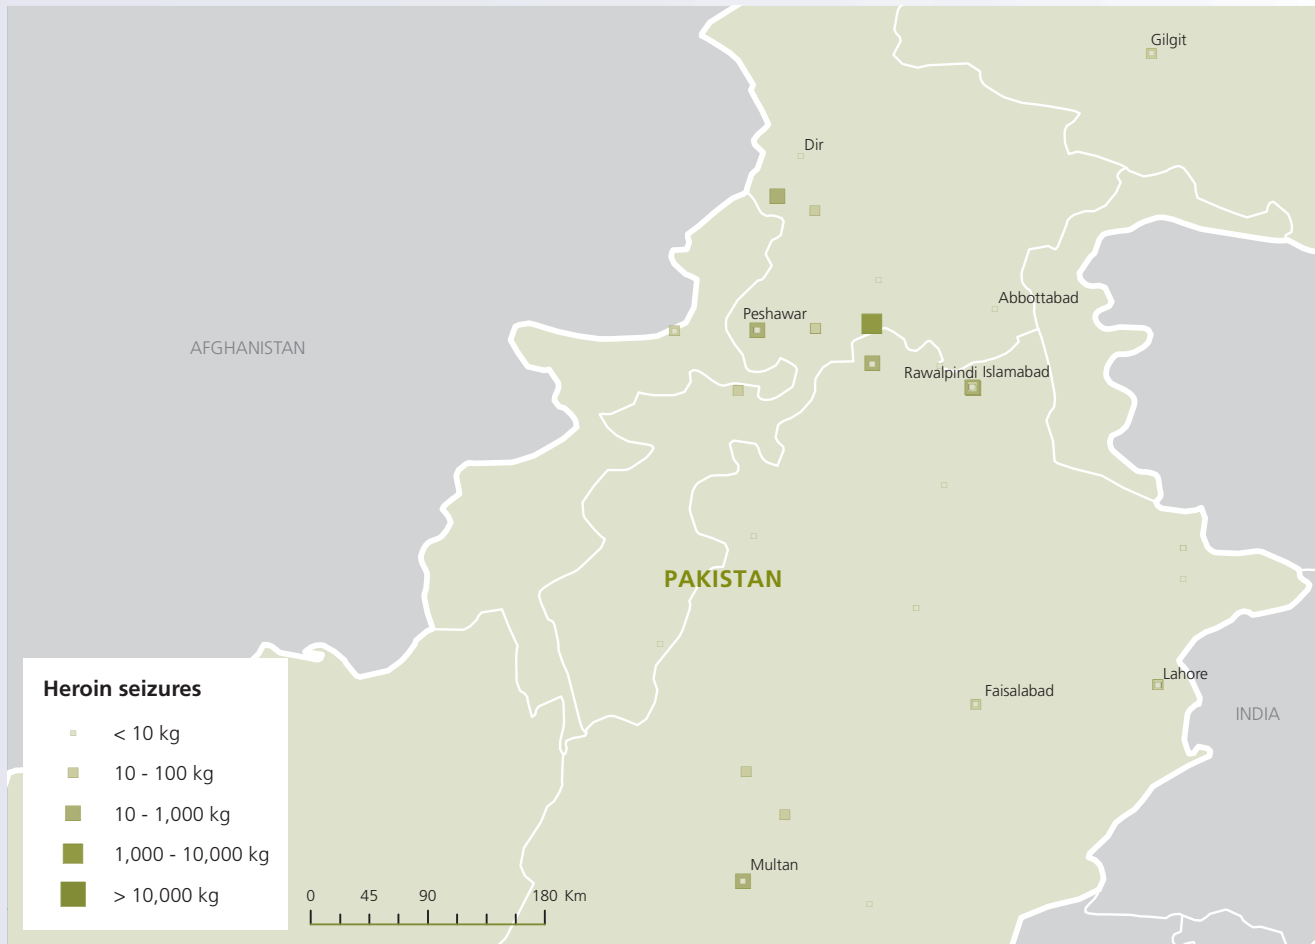 Gilgit
Dir
Abbottabad
Peshawar
AFGHANISTAN
Rawalpindi Islamabad
PAKISTAN
Lahore
Faisalabad
INDIA
Multan
Heroin seizures
< 10 kg
10 - 100 kg
10 - 1,000 kg
1,000 - 10,000 kg
> 10,000 kg
0 45 90 180 Km